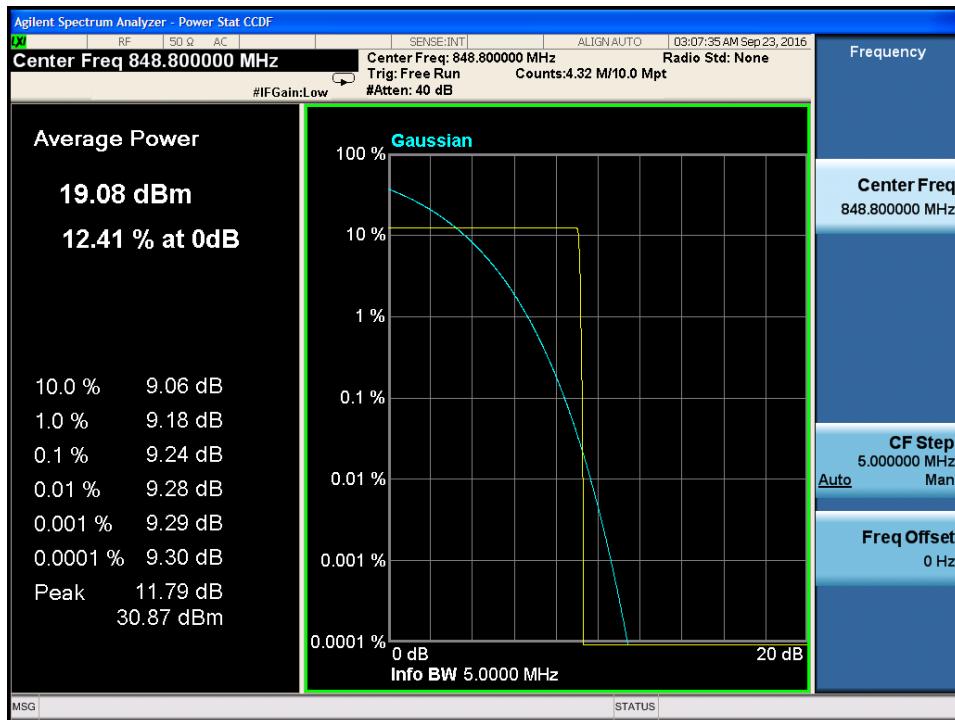 Agilent Spectrum Analyzer - Power Stat CCDF
LXI RF 50 Ω AC SENSE:INT ALIGN AUTO 03:07:35 AM Sep 23, 2016
Center Freq 848.800000 MHz
Center Freq: 848.800000 MHz Radio Std: None
Trig: Free Run Counts:4.32 M/10.0 Mpt
#IFGain:Low #Atten: 40 dB
Frequency
Average Power
19.08 dBm
12.41 % at 0dB
10.0 % 9.06 dB
1.0 % 9.18 dB
0.1 % 9.24 dB
0.01 % 9.28 dB
0.001 % 9.29 dB
0.0001 % 9.30 dB
Peak 11.79 dB
30.87 dBm
Gaussian
100 %
10 %
1 %
0.1 %
0.01 %
0.001 %
0.0001 %
0 dB 20 dB
Info BW 5.0000 MHz
Center Freq
848.800000 MHz
CF Step
5.000000 MHz
Auto Man
Freq Offset
0 Hz
MSG STATUS